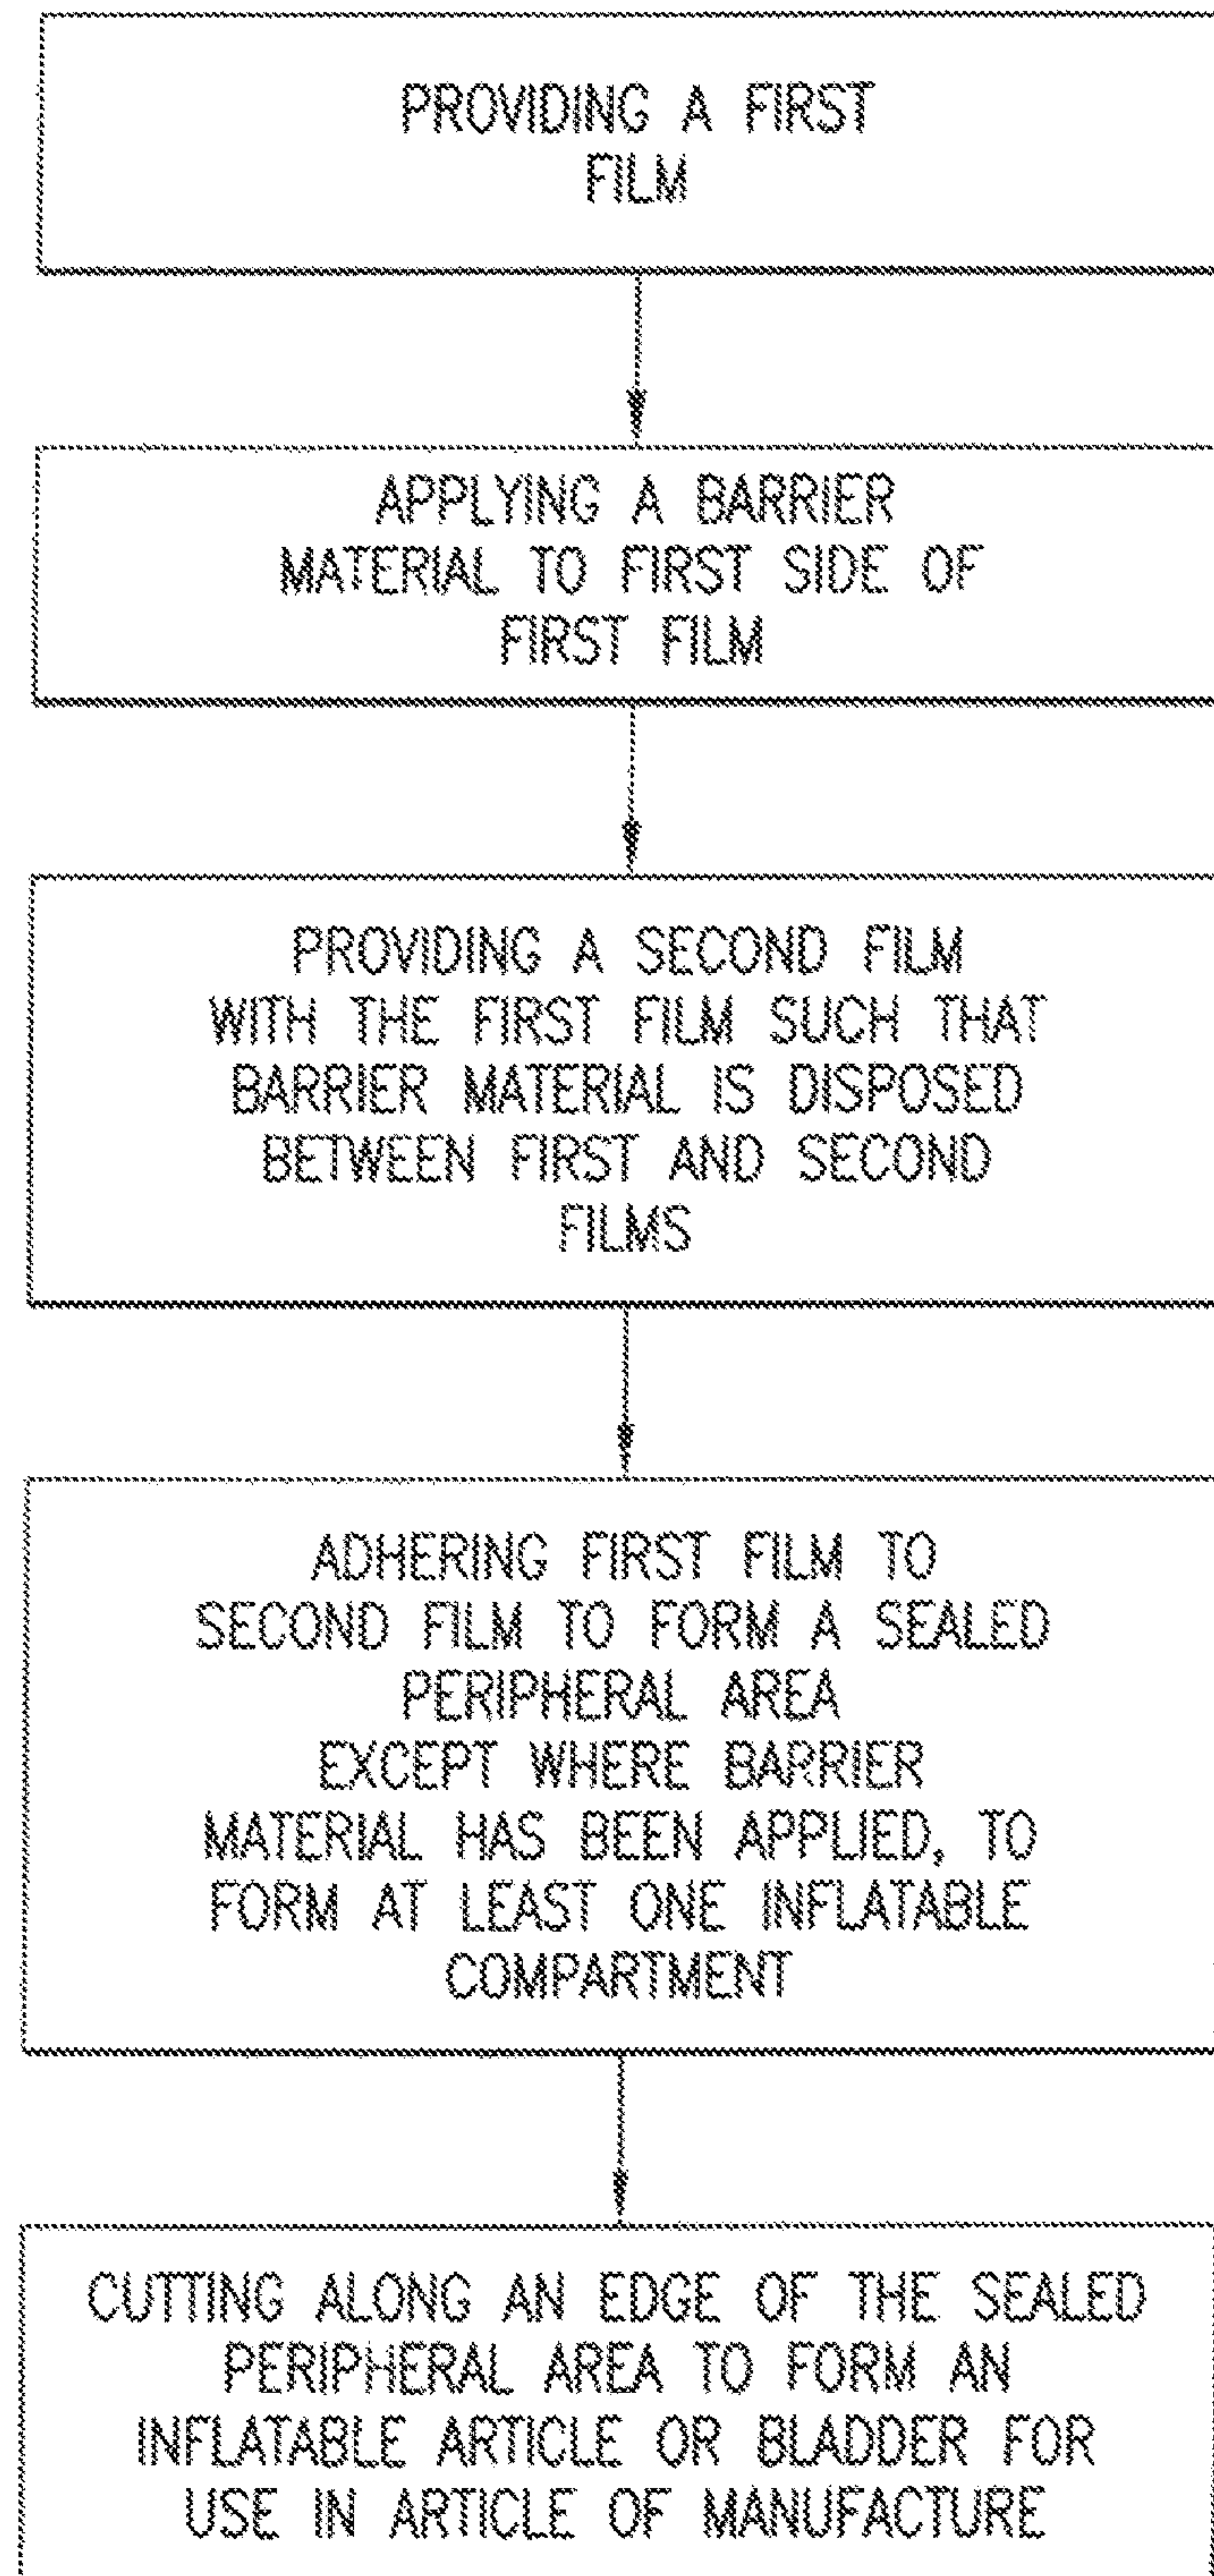 PROVIDING A FIRST
FILM
APPLYING A BARRIER
MATERIAL TO FIRST SIDE OF
FIRST FILM
PROVIDING A SECOND FILM
WITH THE FIRST FILM SUCH THAT
BARRIER MATERIAL IS DISPOSED
BETWEEN FIRST AND SECOND
FILMS
ADHERING FIRST FILM TO
SECOND FILM TO FORM A SEALED
PERIPHERAL AREA
EXCEPT WHERE BARRIER
MATERIAL HAS BEEN APPLIED, TO
FORM AT LEAST ONE INFLATABLE
COMPARTMENT
CUTTING ALONG AN EDGE OF THE SEALED
PERIPHERAL AREA TO FORM AN
INFLATABLE ARTICLE OR BLADDER FOR
USE IN ARTICLE OF MANUFACTURE